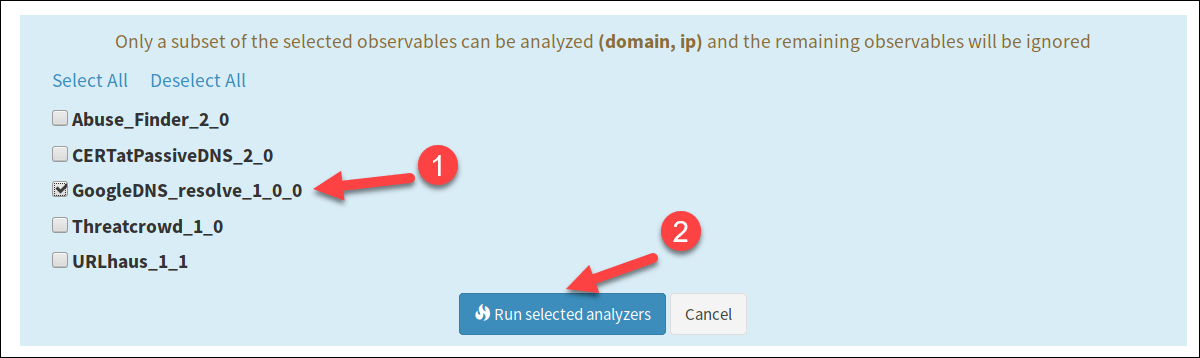 Only a subset of the selected observables can be analyzed (domain, ip) and the remaining observables will be ignored
Select All Deselect All
Abuse_Finder_2_0
CERTatPassiveDNS_2_0
1
GoogleDNS_resolve_1_0_0
Threatcrowd_1_0
2
URLhaus_1_1
Run selected analyzers Cancel